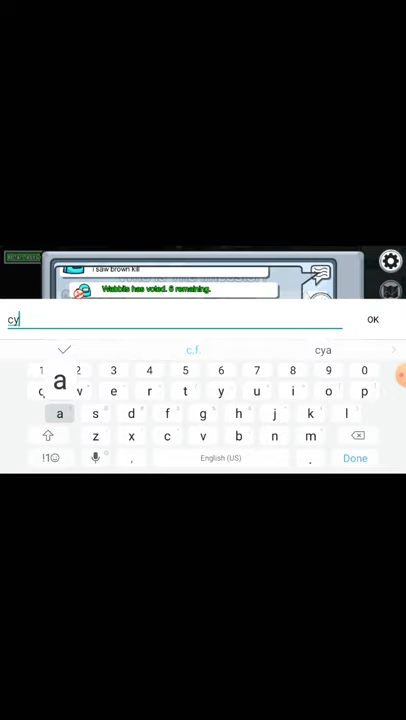 i saw brown kill
Wabbits has voted. 6 remaining.
cy
OK
c.f. cya
1 2 3 4 5 6 7 8 9 0
q w e r t y u i o p
a
a s d f g h j k l
z x c v b n m
!1☺ , English (US) . Done